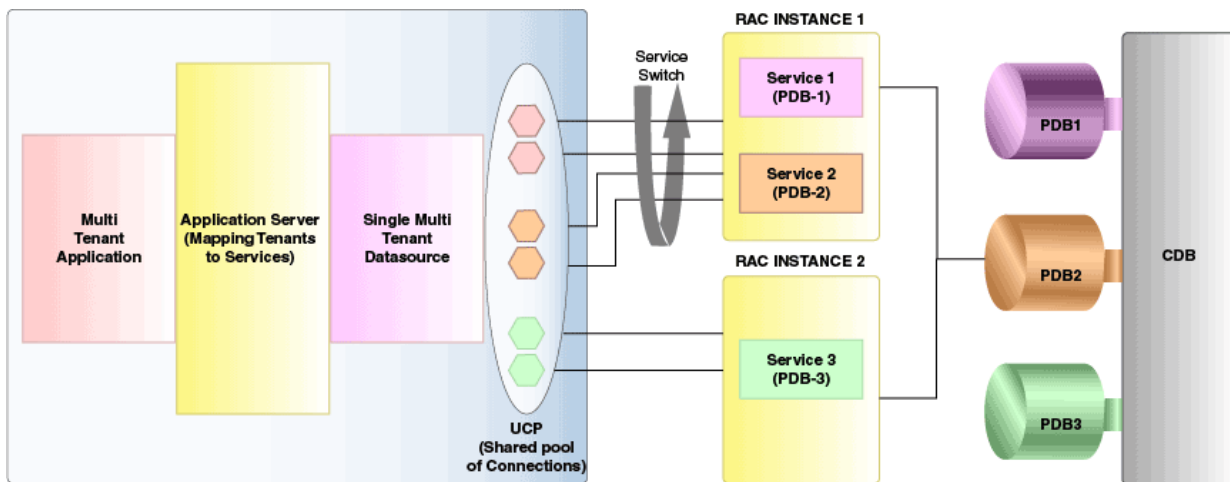 Multi
Tenant
Application
Application Server
(Mapping Tenants
to Services)
Single Multi
Tenant
Datasource
UCP
(Shared pool
of Connections)
Service
Switch
RAC INSTANCE 1
Service 1
(PDB-1)
Service 2
(PDB-2)
RAC INSTANCE 2
Service 3
(PDB-3)
PDB1
PDB2
PDB3
CDB